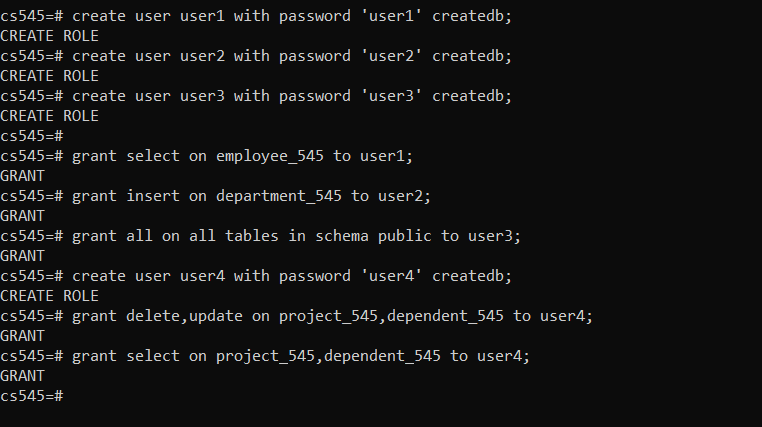 cs545=# create user user1 with password 'user1' createdb;
CREATE ROLE
cs545=# create user user2 with password 'user2' createdb;
CREATE ROLE
cs545=# create user user3 with password 'user3' createdb;
CREATE ROLE
cs545=#
cs545=# grant select on employee_545 to user1;
GRANT
cs545=# grant insert on department_545 to user2;
GRANT
cs545=# grant all on all tables in schema public to user3;
GRANT
cs545=# create user user4 with password 'user4' createdb;
CREATE ROLE
cs545=# grant delete,update on project_545,dependent_545 to user4;
GRANT
cs545=# grant select on project_545,dependent_545 to user4;
GRANT
cs545=#